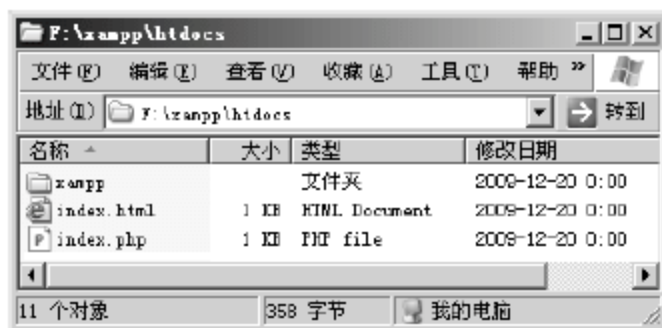 F:\xampp\htdocs
文件(F) 编辑(E) 查看(V) 收藏(A) 工具(T) 帮助 »
地址(D) F:\xampp\htdocs 转到
名称 大小 类型 修改日期
xampp 文件夹 2009-12-20 0:00
index.html 1 KB HTML Document 2009-12-20 0:00
index.php 1 KB PHP file 2009-12-20 0:00
11 个对象 358 字节 我的电脑